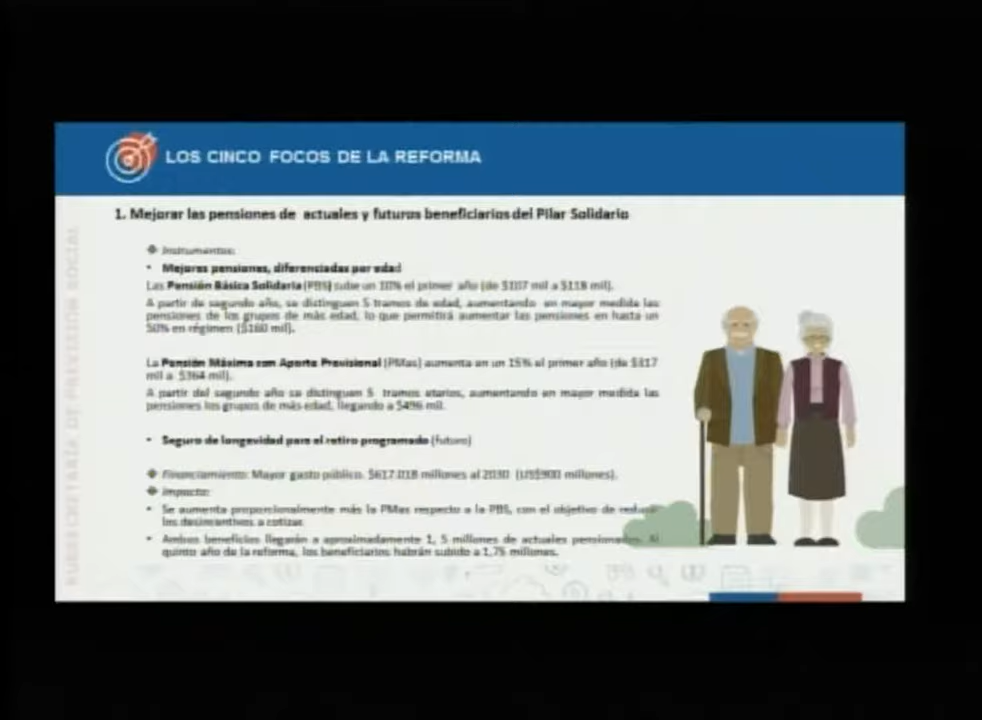 LOS CINCO FOCOS DE LA REFORMA
1. Mejorar las pensiones de actuales y futuros beneficiarios del Pilar Solidario
❖ Instrumentos:
• Mejores pensiones, diferenciadas por edad
Las Pensión Básica Solidaria (PBS) sube un 10% el primer año (de $107 mil a $118 mil).
A partir de segundo año, se distinguen 5 tramos de edad, aumentando en mayor medida las
pensiones de los grupos de más edad, lo que permitirá aumentar las pensiones en hasta un
50% en régimen ($160 mil).
La Pensión Máxima con Aporte Previsional (PMas) aumenta en un 15% el primer año (de $317
mil a $364 mil).
A partir del segundo año se distinguen 5 tramos etarios, aumentando en mayor medida las
pensiones los grupos de más edad, llegando a $496 mil.
• Seguro de longevidad para el retiro programado (futuro)
❖ Financiamiento: Mayor gasto público. $617.018 millones al 2030 (US$900 millones).
❖ Impacto:
• Se aumenta proporcionalmente más la PMas respecto a la PBS, con el objetivo de reducir
los desincentivos a cotizar.
• Ambos beneficios llegarán a aproximadamente 1, 5 millones de actuales pensionados. Al
quinto año de la reforma, los beneficiarios habrán subido a 1,75 millones.
SUBSECRETARÍA DE PREVISIÓN SOCIAL